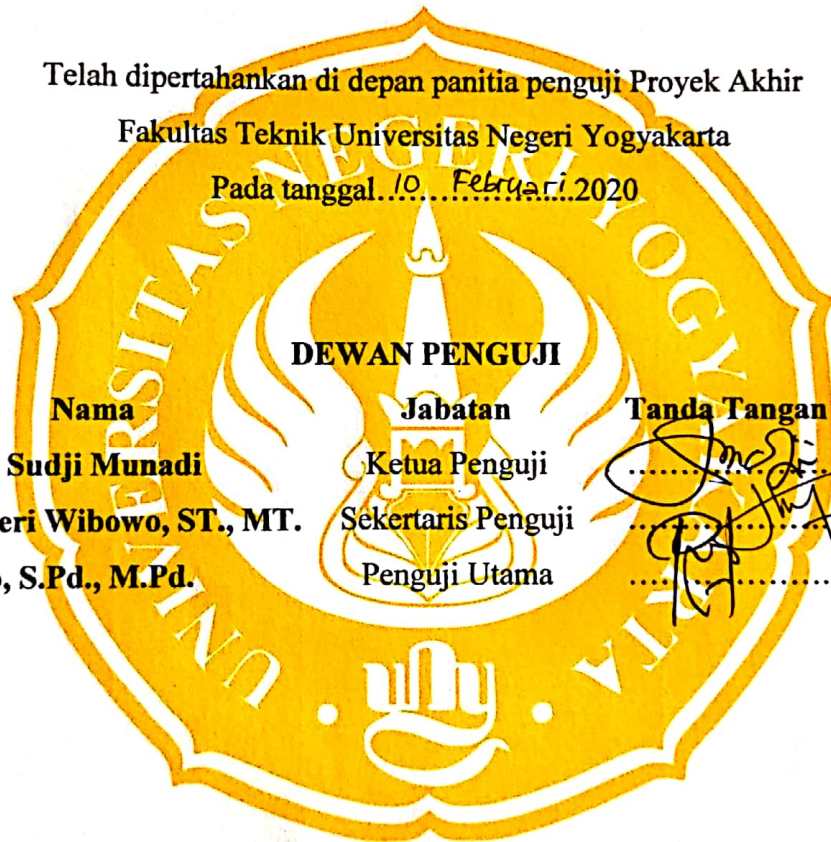 Telah dipertahankan di depan panitia penguji Proyek Akhir
Fakultas Teknik Universitas Negeri Yogyakarta
Pada tanggal...10 Februari...2020
DEWAN PENGUJI
Nama Jabatan Tanda Tangan
Sudji Munadi Ketua Penguji
eri Wibowo, ST., MT. Sekertaris Penguji
, S.Pd., M.Pd. Penguji Utama
UNIVERSITAS NEGERI YOGYAKARTA
uny